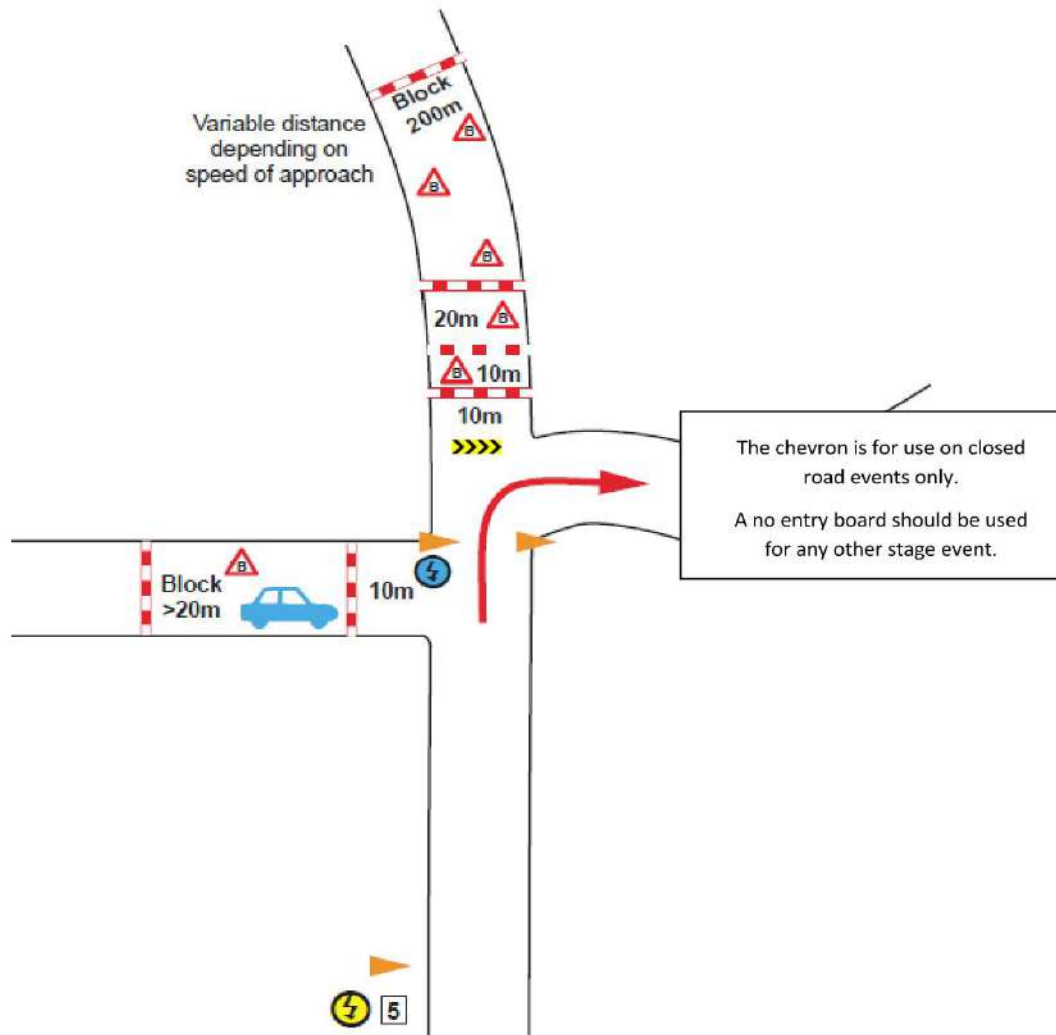 Block
200m
B
Variable distance
depending on
speed of approach
B
B
20m B
B 10m
10m
The chevron is for use on closed
road events only.
A no entry board should be used
for any other stage event.
B
Block
>20m
10m
5